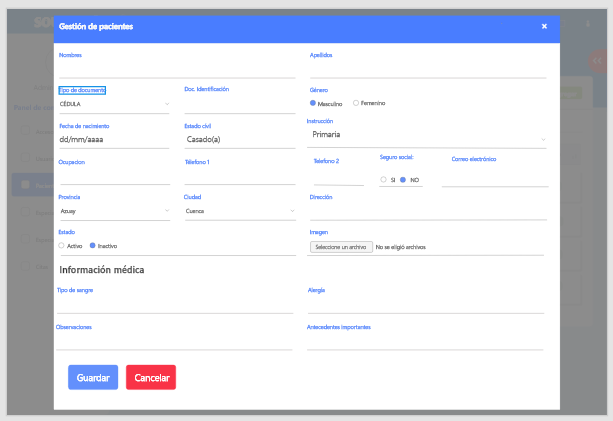 Gestión de pacientes ×
Nombres Apellidos
Tipo de documento Doc. Identificación Género
CÉDULA Masculino Femenino
Fecha de nacimiento Estado civil Instrucción
dd/mm/aaaa Casado(a) Primaria
Ocupacion Télefono 1 Telefono 2 Seguro social: Correo electrónico
SI NO
Provincia Ciudad Dirección
Azuay Cuenca
Estado Imagen
Activo Inactivo Seleccione un archivo No se eligió archivos
Información médica
Tipo de sangre Alergia
Observaciones Antecedentes importantes
Guardar Cancelar